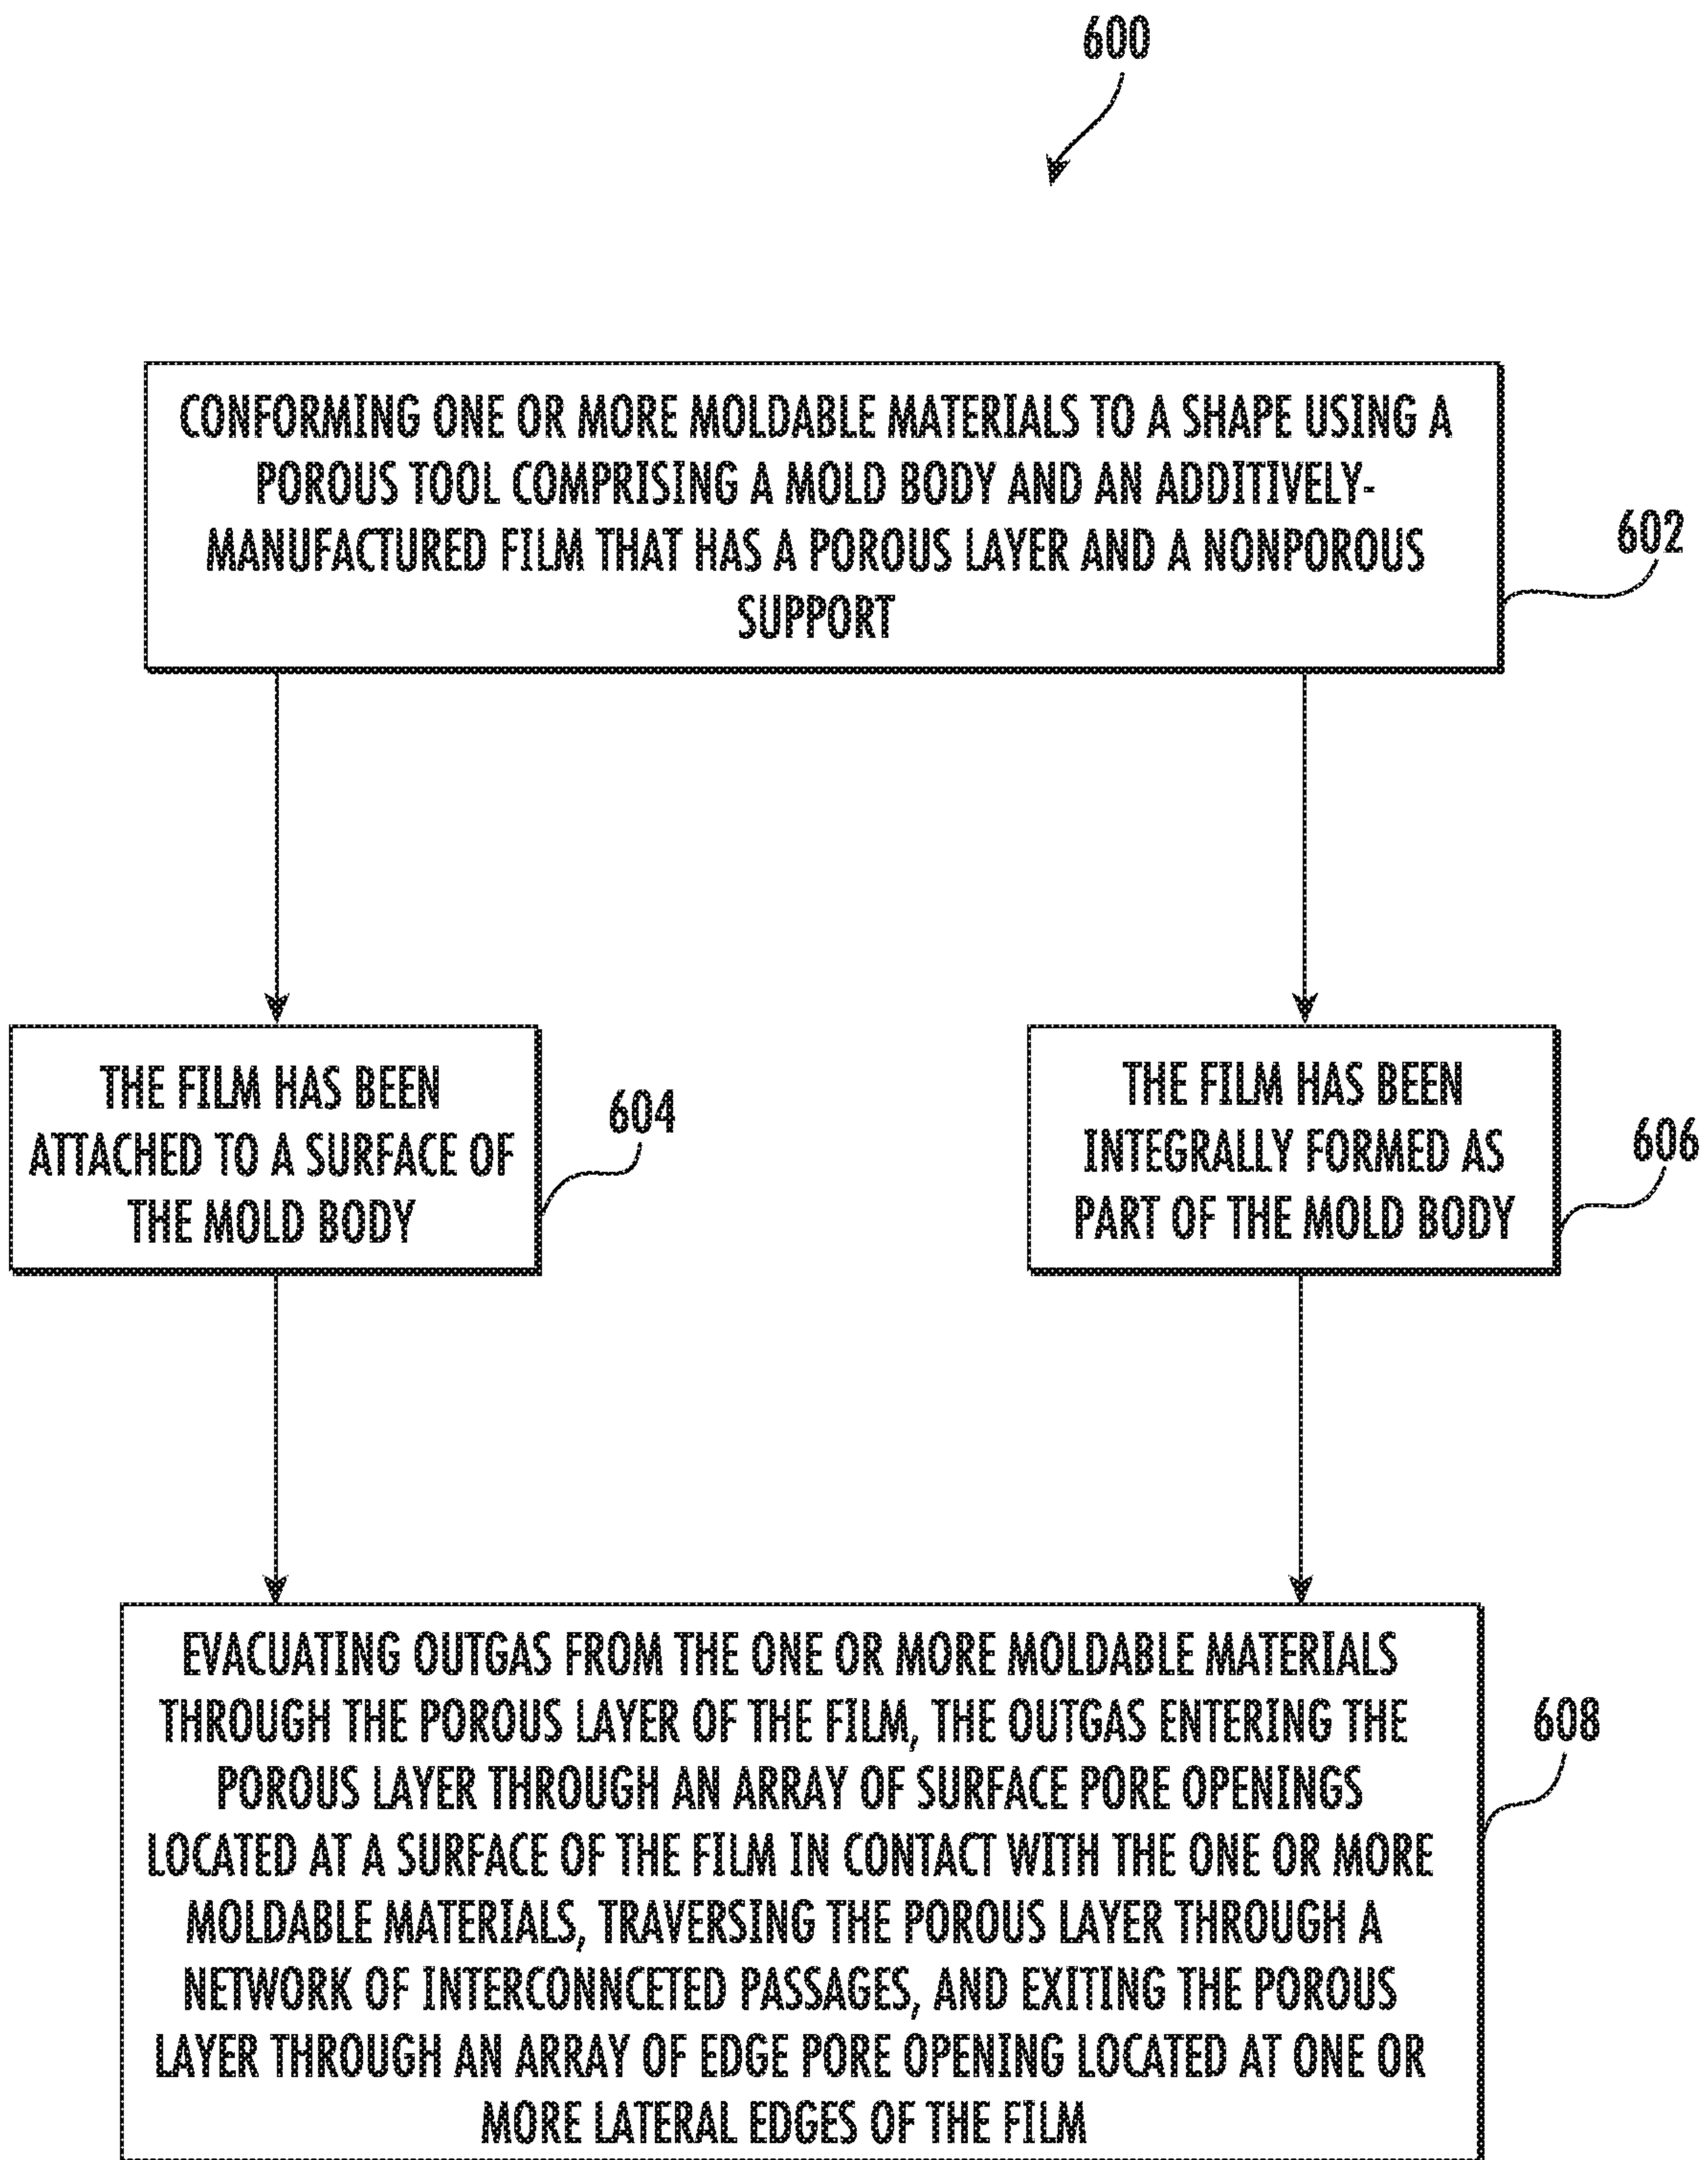 600
CONFORMING ONE OR MORE MOLDABLE MATERIALS TO A SHAPE USING A
POROUS TOOL COMPRISING A MOLD BODY AND AN ADDITIVELY-
MANUFACTURED FILM THAT HAS A POROUS LAYER AND A NONPOROUS
SUPPORT
602
THE FILM HAS BEEN
ATTACHED TO A SURFACE OF
THE MOLD BODY
604
THE FILM HAS BEEN
INTEGRALLY FORMED AS
PART OF THE MOLD BODY
606
EVACUATING OUTGAS FROM THE ONE OR MORE MOLDABLE MATERIALS
THROUGH THE POROUS LAYER OF THE FILM, THE OUTGAS ENTERING THE
POROUS LAYER THROUGH AN ARRAY OF SURFACE PORE OPENINGS
LOCATED AT A SURFACE OF THE FILM IN CONTACT WITH THE ONE OR MORE
MOLDABLE MATERIALS, TRAVERSING THE POROUS LAYER THROUGH A
NETWORK OF INTERCONNCETED PASSAGES, AND EXITING THE POROUS
LAYER THROUGH AN ARRAY OF EDGE PORE OPENING LOCATED AT ONE OR
MORE LATERAL EDGES OF THE FILM
608